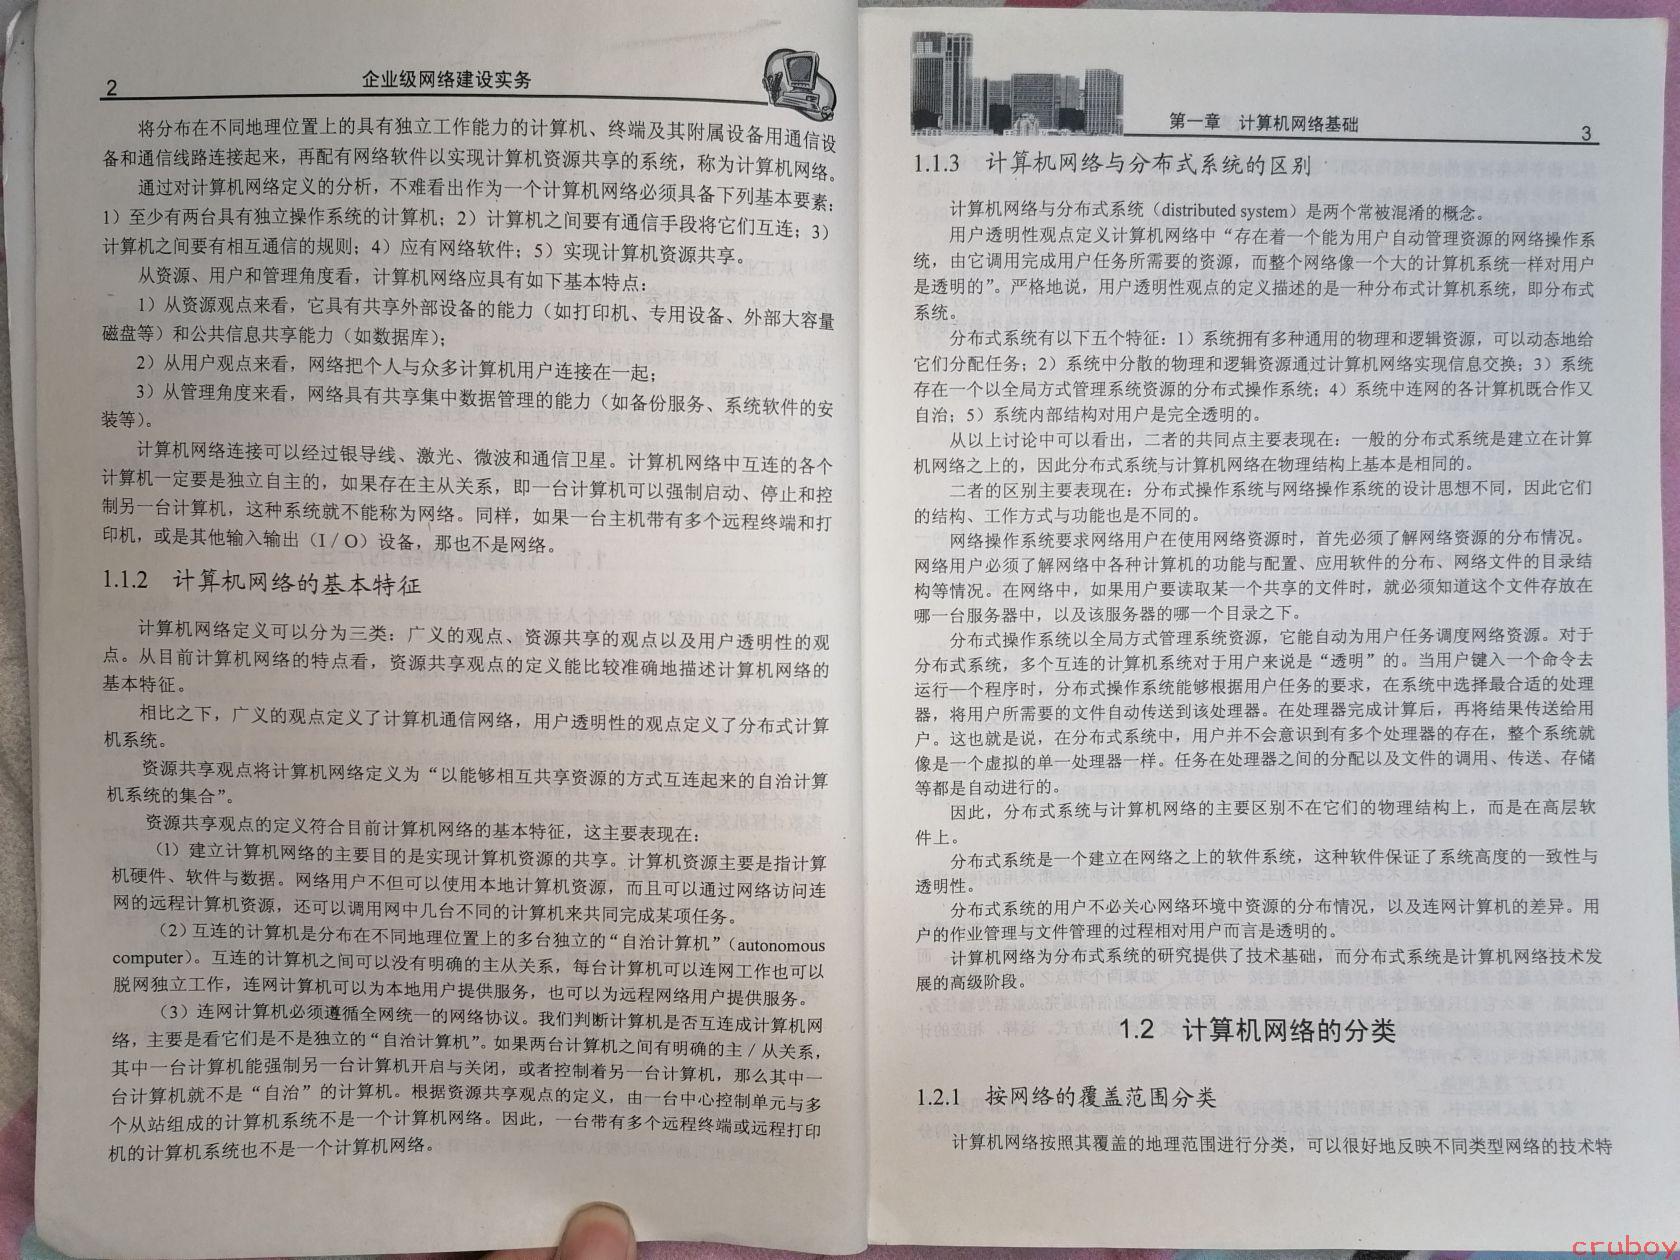 2
企业级网络建设实务
将分布在不同地理位置上的具有独立工作能力的计算机、终端及其附属设备用通信设
备和通信线路连接起来，再配有网络软件以实现计算机资源共享的系统，称为计算机网络。
通过对计算机网络定义的分析，不难看出作为一个计算机网络必须具备下列基本要素：
1）至少有两台具有独立操作系统的计算机；2）计算机之间要有通信手段将它们互连；3）
计算机之间要有相互通信的规则；4）应有网络软件；5）实现计算机资源共享。
从资源、用户和管理角度看，计算机网络应具有如下基本特点：
1）从资源观点来看，它具有共享外部设备的能力（如打印机、专用设备、外部大容量
磁盘等）和公共信息共享能力（如数据库）；
2）从用户观点来看，网络把个人与众多计算机用户连接在一起；
3）从管理角度来看，网络具有共享集中数据管理的能力（如备份服务、系统软件的安
装等）。
计算机网络连接可以经过银导线、激光、微波和通信卫星。计算机网络中互连的各个
计算机一定要是独立自主的，如果存在主从关系，即一台计算机可以强制启动、停止和控
制另一台计算机，这种系统就不能称为网络。同样，如果一台主机带有多个远程终端和打
印机，或是其他输入输出（I／O）设备，那也不是网络。
1.1.2 计算机网络的基本特征
计算机网络定义可以分为三类：广义的观点、资源共享的观点以及用户透明性的观
点。从目前计算机网络的特点看，资源共享观点的定义能比较准确地描述计算机网络的
基本特征。
相比之下，广义的观点定义了计算机通信网络，用户透明性的观点定义了分布式计算
机系统。
资源共享观点将计算机网络定义为“以能够相互共享资源的方式互连起来的自治计算
机系统的集合”。
资源共享观点的定义符合目前计算机网络的基本特征，这主要表现在：
（1）建立计算机网络的主要目的是实现计算机资源的共享。计算机资源主要是指计算
机硬件、软件与数据。网络用户不但可以使用本地计算机资源，而且可以通过网络访问连
网的远程计算机资源，还可以调用网中几台不同的计算机来共同完成某项任务。
（2）互连的计算机是分布在不同地理位置上的多台独立的“自治计算机”（autonomous
computer）。互连的计算机之间可以没有明确的主从关系，每台计算机可以连网工作也可以
脱网独立工作，连网计算机可以为本地用户提供服务，也可以为远程网络用户提供服务。
（3）连网计算机必须遵循全网统一的网络协议。我们判断计算机是否互连成计算机网
络，主要是看它们是不是独立的“自治计算机”。如果两台计算机之间有明确的主／从关系，
其中一台计算机能强制另一台计算机开启与关闭，或者控制着另一台计算机，那么其中一
台计算机就不是“自治”的计算机。根据资源共享观点的定义，由一台中心控制单元与多
个从站组成的计算机系统不是一个计算机网络。因此，一台带有多个远程终端或远程打印
机的计算机系统也不是一个计算机网络。
第一章 计算机网络基础
3
1.1.3 计算机网络与分布式系统的区别
计算机网络与分布式系统（distributed system）是两个常被混淆的概念。
用户透明性观点定义计算机网络中“存在着一个能为用户自动管理资源的网络操作系
统，由它调用完成用户任务所需要的资源，而整个网络像一个大的计算机系统一样对用户
是透明的”。严格地说，用户透明性观点的定义描述的是一种分布式计算机系统，即分布式
系统。
分布式系统有以下五个特征：1）系统拥有多种通用的物理和逻辑资源，可以动态地给
它们分配任务；2）系统中分散的物理和逻辑资源通过计算机网络实现信息交换；3）系统
存在一个以全局方式管理系统资源的分布式操作系统；4）系统中连网的各计算机既合作又
自治；5）系统内部结构对用户是完全透明的。
从以上讨论中可以看出，二者的共同点主要表现在：一般的分布式系统是建立在计算
机网络之上的，因此分布式系统与计算机网络在物理结构上基本是相同的。
二者的区别主要表现在：分布式操作系统与网络操作系统的设计思想不同，因此它们
的结构、工作方式与功能也是不同的。
网络操作系统要求网络用户在使用网络资源时，首先必须了解网络资源的分布情况。
网络用户必须了解网络中各种计算机的功能与配置、应用软件的分布、网络文件的目录结
构等情况。在网络中，如果用户要读取某一个共享的文件时，就必须知道这个文件存放在
哪一台服务器中，以及该服务器的哪一个目录之下。
分布式操作系统以全局方式管理系统资源，它能自动为用户任务调度网络资源。对于
分布式系统，多个互连的计算机系统对于用户来说是“透明”的。当用户键入一个命令去
运行一个程序时，分布式操作系统能够根据用户任务的要求，在系统中选择最合适的处理
器，将用户所需要的文件自动传送到该处理器。在处理器完成计算后，再将结果传送给用
户。这也就是说，在分布式系统中，用户并不会意识到有多个处理器的存在，整个系统就
像是一个虚拟的单一处理器一样。任务在处理器之间的分配以及文件的调用、传送、存储
等都是自动进行的。
因此，分布式系统与计算机网络的主要区别不在它们的物理结构上，而是在高层软
件上。
分布式系统是一个建立在网络之上的软件系统，这种软件保证了系统高度的一致性与
透明性。
分布式系统的用户不必关心网络环境中资源的分布情况，以及连网计算机的差异。用
户的作业管理与文件管理的过程相对用户而言是透明的。
计算机网络为分布式系统的研究提供了技术基础，而分布式系统是计算机网络技术发
展的高级阶段。
1.2 计算机网络的分类
1.2.1 按网络的覆盖范围分类
计算机网络按照其覆盖的地理范围进行分类，可以很好地反映不同类型网络的技术特
cruboy